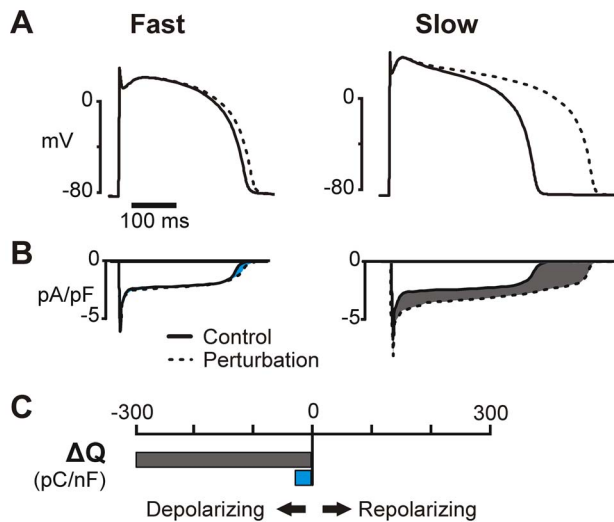 A
Fast
Slow
0
mV
-80
100 ms
0
-80
B
0
pA/pF
-5
Control
Perturbation
0
-5
C
-300
0
300
ΔQ
(pC/nF)
Depolarizing
Repolarizing